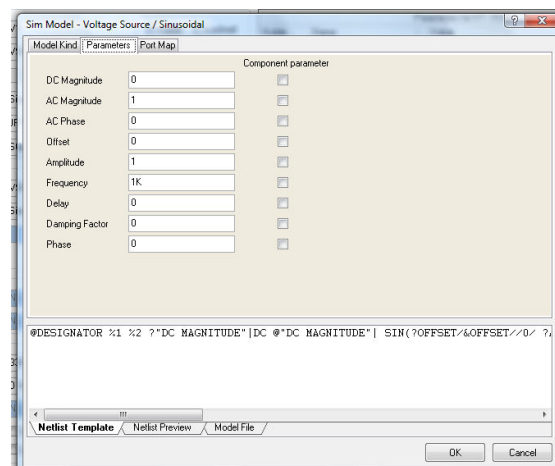 Sim Model - Voltage Source / Sinusoidal
Model Kind Parameters Port Map
Component parameter
DC Magnitude 0
AC Magnitude 1
AC Phase 0
Offset 0
Amplitude 1
Frequency 1K
Delay 0
Damping Factor 0
Phase 0
@DESIGNATOR %1 %2 ?"DC MAGNITUDE"|DC @"DC MAGNITUDE"| SIN(?OFFSET/&OFFSET//0/
Netlist Template Netlist Preview Model File
OK Cancel